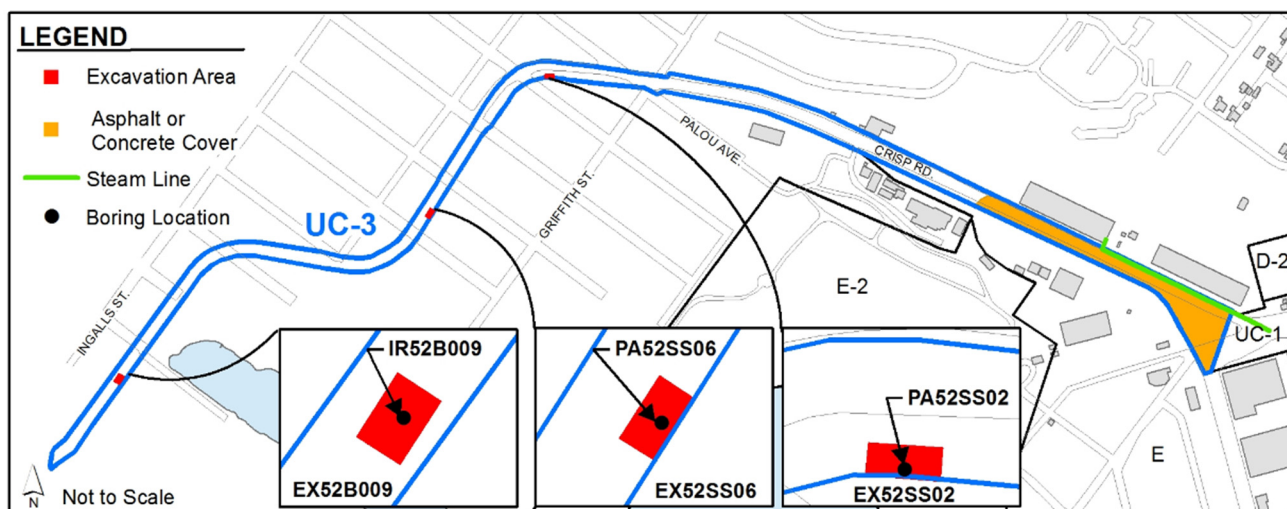 LEGEND
Excavation Area
Asphalt or
Concrete Cover
Steam Line
Boring Location
UC-3
INGALLS ST.
GRIFFITH ST.
PALOU AVE.
CRISP RD.
E-2
D-2
UC-1
E
IR52B009
EX52B009
PA52SS06
EX52SS06
PA52SS02
EX52SS02
N
Not to Scale